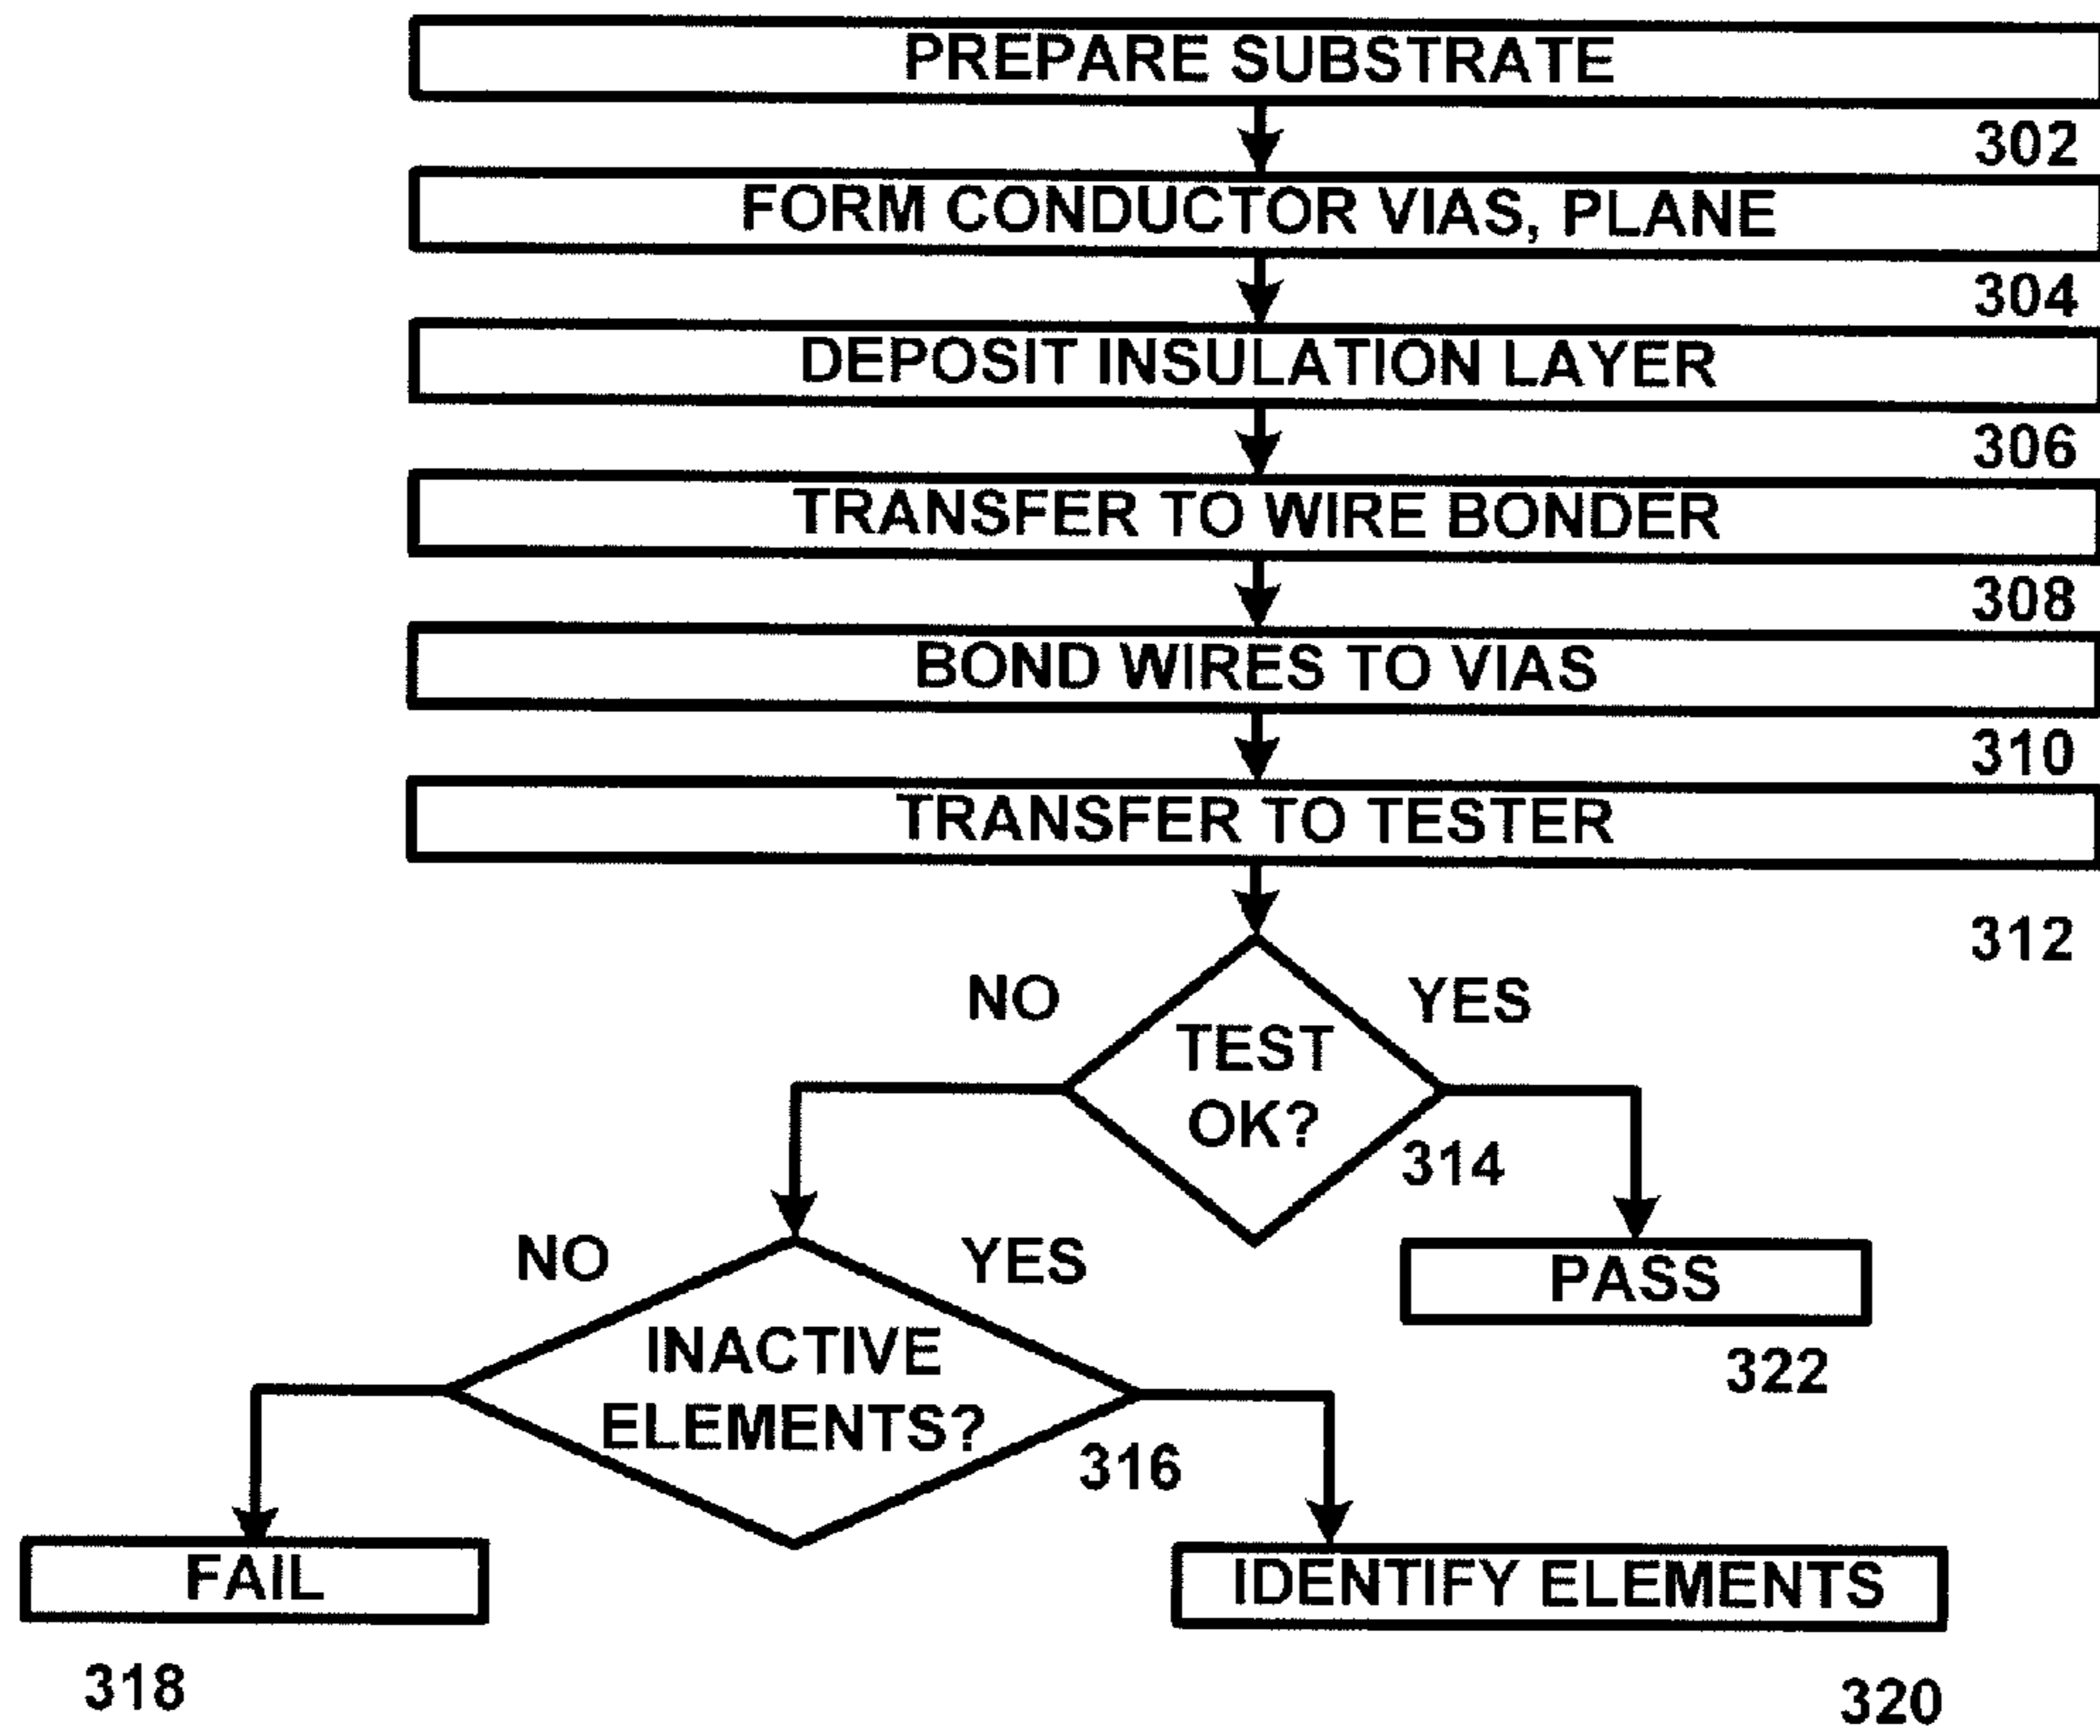 PREPARE SUBSTRATE
302
FORM CONDUCTOR VIAS, PLANE
304
DEPOSIT INSULATION LAYER
306
TRANSFER TO WIRE BONDER
308
BOND WIRES TO VIAS
310
TRANSFER TO TESTER
312
NO
YES
TEST
OK?
314
NO
YES
PASS
322
INACTIVE
ELEMENTS?
316
FAIL
318
IDENTIFY ELEMENTS
320